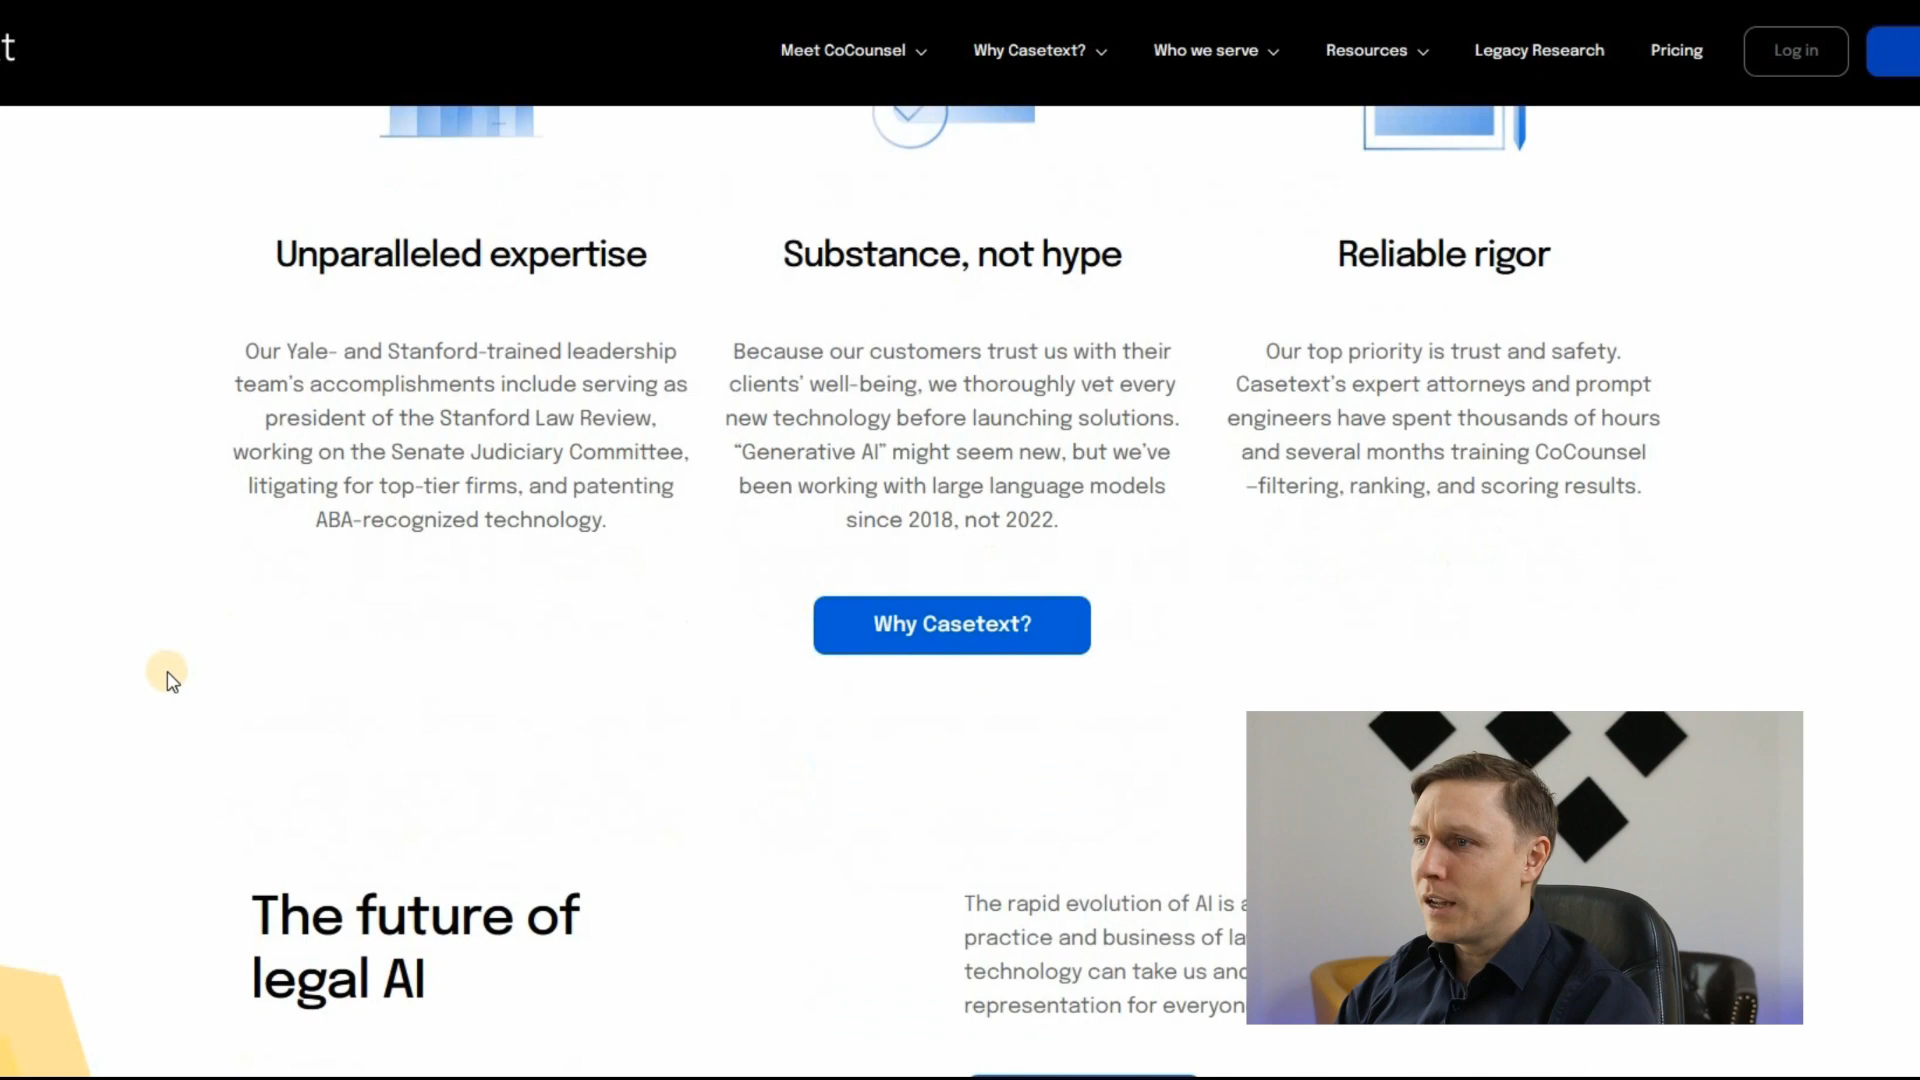 t
Meet CoCounsel
Why Casetext?
Who we serve
Resources
Legacy Research
Pricing
Log in
Unparalleled expertise
Our Yale- and Stanford-trained leadership
team's accomplishments include serving as
president of the Stanford Law Review,
working on the Senate Judiciary Committee,
litigating for top-tier firms, and patenting
ABA-recognized technology.
Substance, not hype
Because our customers trust us with their
clients' well-being, we thoroughly vet every
new technology before launching solutions.
“Generative AI” might seem new, but we've
been working with large language models
since 2018, not 2022.
Reliable rigor
Our top priority is trust and safety.
Casetext's expert attorneys and prompt
engineers have spent thousands of hours
and several months training CoCounsel
–filtering, ranking, and scoring results.
Why Casetext?
The future of
legal AI
The rapid evolution of AI is
practice and business of la
technology can take us and
representation for everyon